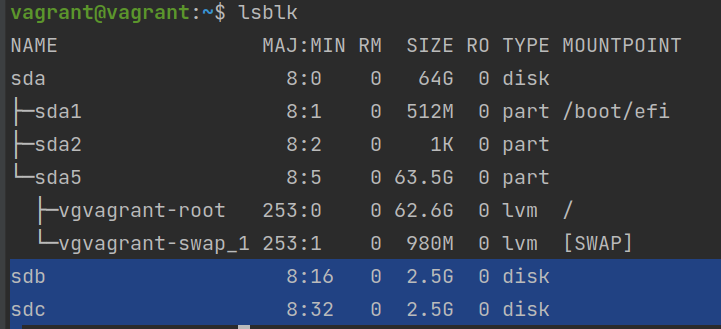 vagrant@vagrant:~$ lsblk
NAME                 MAJ:MIN RM  SIZE RO TYPE MOUNTPOINT
sda                    8:0    0   64G  0 disk
├─sda1                 8:1    0  512M  0 part /boot/efi
├─sda2                 8:2    0    1K  0 part
└─sda5                 8:5    0 63.5G  0 part
  ├─vgvagrant-root   253:0    0 62.6G  0 lvm  /
  └─vgvagrant-swap_1 253:1    0  980M  0 lvm  [SWAP]
sdb                    8:16   0  2.5G  0 disk
sdc                    8:32   0  2.5G  0 disk